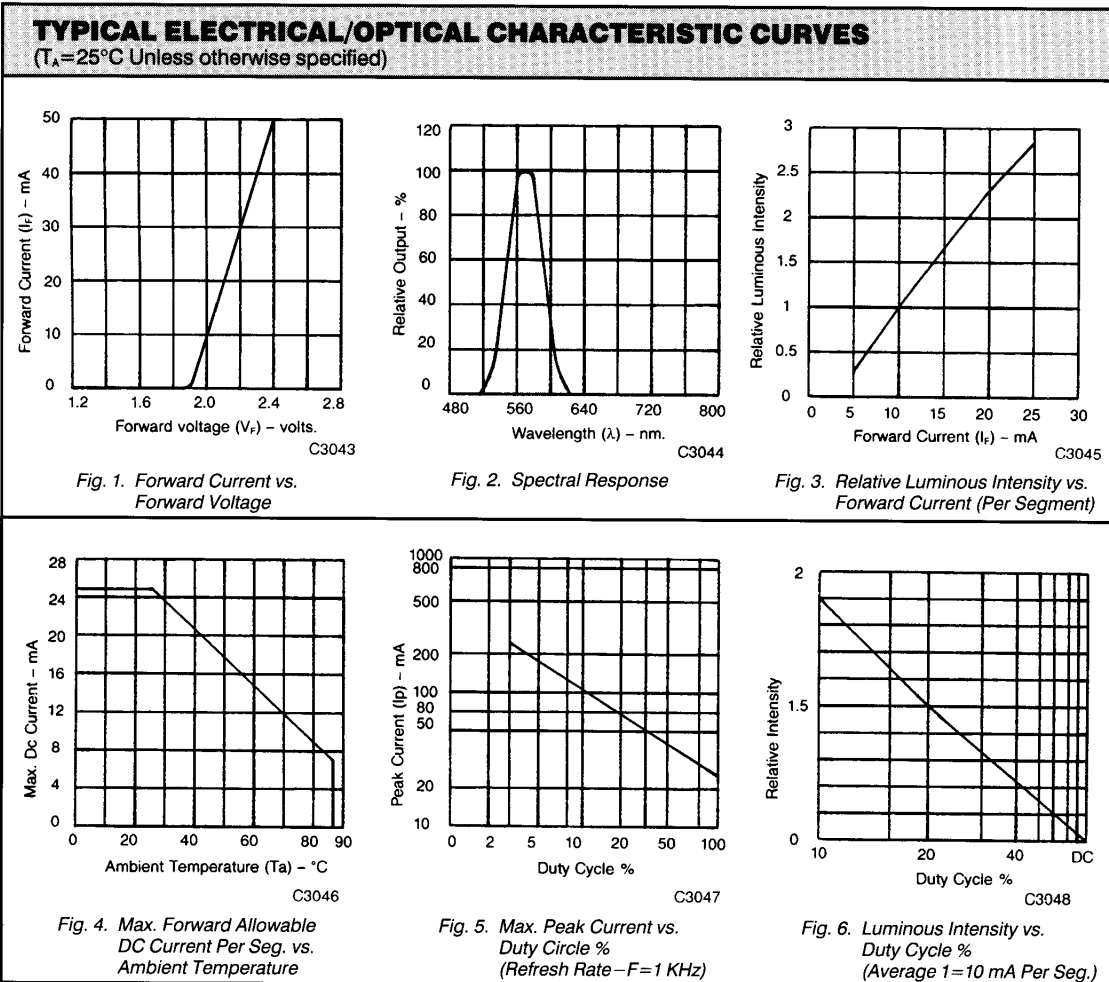 TYPICAL ELECTRICAL/OPTICAL CHARACTERISTIC CURVES
(TA=25°C Unless otherwise specified)
Forward Current (IF) – mA
50
40
30
20
10
0
1.2 1.6 2.0 2.4 2.8
Forward voltage (VF) – volts.
C3043
Fig. 1. Forward Current vs.
Forward Voltage
Relative Output – %
120
100
80
60
40
20
0
480 560 640 720 800
Wavelength (λ) – nm.
C3044
Fig. 2. Spectral Response
Relative Luminous Intensity
3
2.5
2
1.5
1
0.5
0
0 5 10 15 20 25 30
Forward Current (IF) – mA
C3045
Fig. 3. Relative Luminous Intensity vs.
Forward Current (Per Segment)
Max. Dc Current – mA
28
24
20
16
12
8
4
0
0 20 40 60 80 90
Ambient Temperature (Ta) – °C
C3046
Fig. 4. Max. Forward Allowable
DC Current Per Seg. vs.
Ambient Temperature
Peak Current (Ip) – mA
1000
800
500
200
100
80
50
20
10
0 2 5 10 20 50 100
Duty Cycle %
C3047
Fig. 5. Max. Peak Current vs.
Duty Circle %
(Refresh Rate–F=1 KHz)
Relative Intensity
2
1.5
0
10 20 40 DC
Duty Cycle %
C3048
Fig. 6. Luminous Intensity vs.
Duty Cycle %
(Average 1=10 mA Per Seg.)